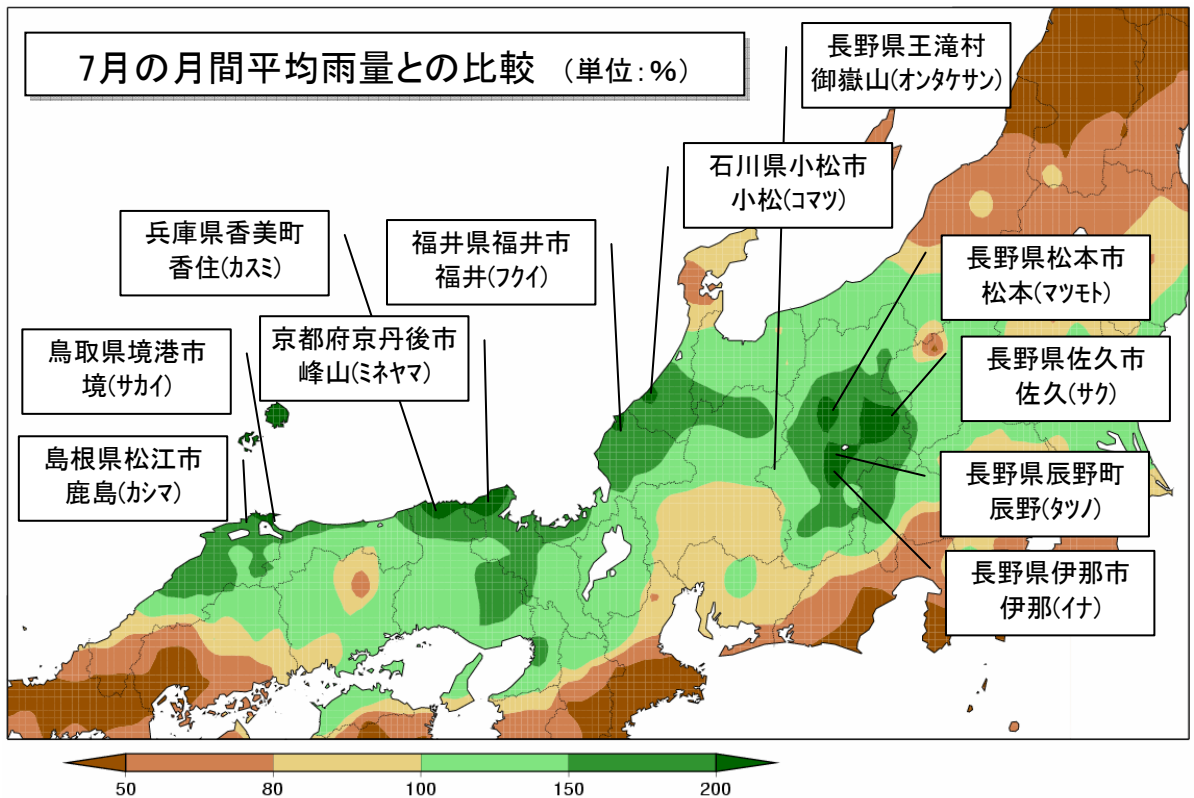 7月の月間平均雨量との比較 （単位：％）
長野県王滝村
御嶽山(ｵﾝﾀｹｻﾝ)
石川県小松市
小松(ｺﾏﾂ)
兵庫県香美町
香住(ｶｽﾐ)
福井県福井市
福井(ﾌｸｲ)
長野県松本市
松本(ﾏﾂﾓﾄ)
鳥取県境港市
境(ｻｶｲ)
京都府京丹後市
峰山(ﾐﾈﾔﾏ)
長野県佐久市
佐久(ｻｸ)
島根県松江市
鹿島(ｶｼﾏ)
長野県辰野町
辰野(ﾀﾂﾉ)
長野県伊那市
伊那(ｲﾅ)
50 80 100 150 200